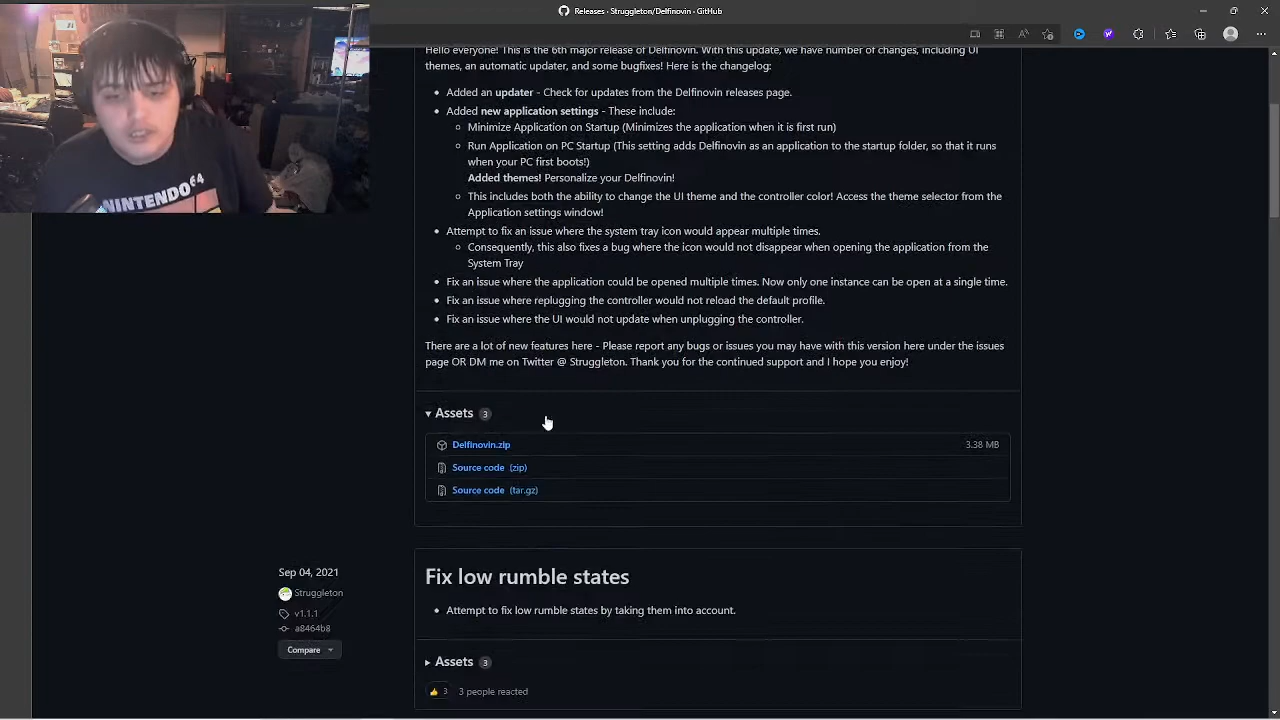 Releases · Struggleton/Delfinovin · GitHub
NINTENDO64
Hello everyone! This is the 6th major release of Delfinovin. With this update, we have number of changes, including UI
themes, an automatic updater, and some bugfixes! Here is the changelog:
• Added an updater - Check for updates from the Delfinovin releases page.
• Added new application settings - These include:
○ Minimize Application on Startup (Minimizes the application when it is first run)
○ Run Application on PC Startup (This setting adds Delfinovin as an application to the startup folder, so that it runs
when your PC first boots!)
Added themes! Personalize your Delfinovin!
○ This includes both the ability to change the UI theme and the controller color! Access the theme selector from the
Application settings window!
• Attempt to fix an issue where the system tray icon would appear multiple times.
○ Consequently, this also fixes a bug where the icon would not disappear when opening the application from the
System Tray
• Fix an issue where the application could be opened multiple times. Now only one instance can be open at a single time.
• Fix an issue where replugging the controller would not reload the default profile.
• Fix an issue where the UI would not update when unplugging the controller.
There are a lot of new features here - Please report any bugs or issues you may have with this version here under the issues
page OR DM me on Twitter @ Struggleton. Thank you for the continued support and I hope you enjoy!
Assets 3
Delfinovin.zip 3.38 MB
Source code (zip)
Source code (tar.gz)
Sep 04, 2021
Struggleton
v1.1.1
a8464b8
Compare
Fix low rumble states
• Attempt to fix low rumble states by taking them into account.
Assets 3
👍 3 3 people reacted